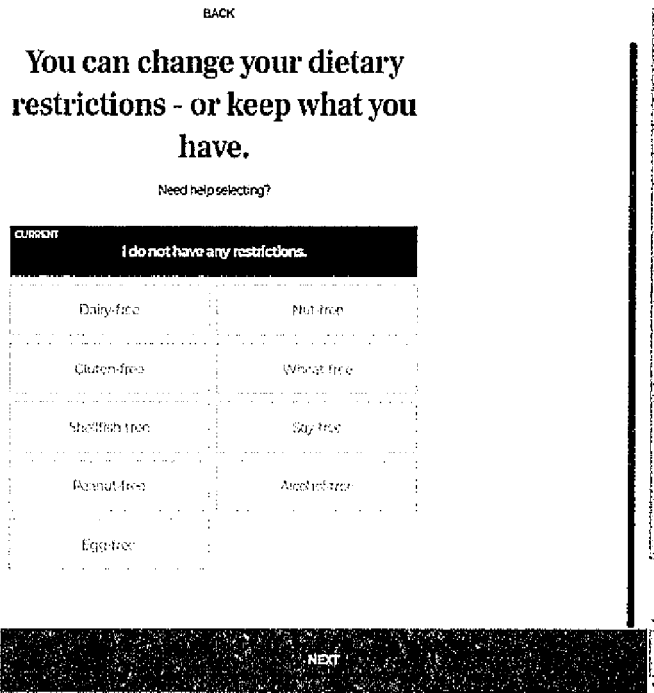 BACK
You can change your dietary
restrictions - or keep what you
have.
Need help selecting?
CURRENT
I do not have any restrictions.
Dairy-free Nut-free
Gluten-free Wheat-free
Shellfish-free Soy-free
Peanut-free Alcohol-free
Egg-free
NEXT